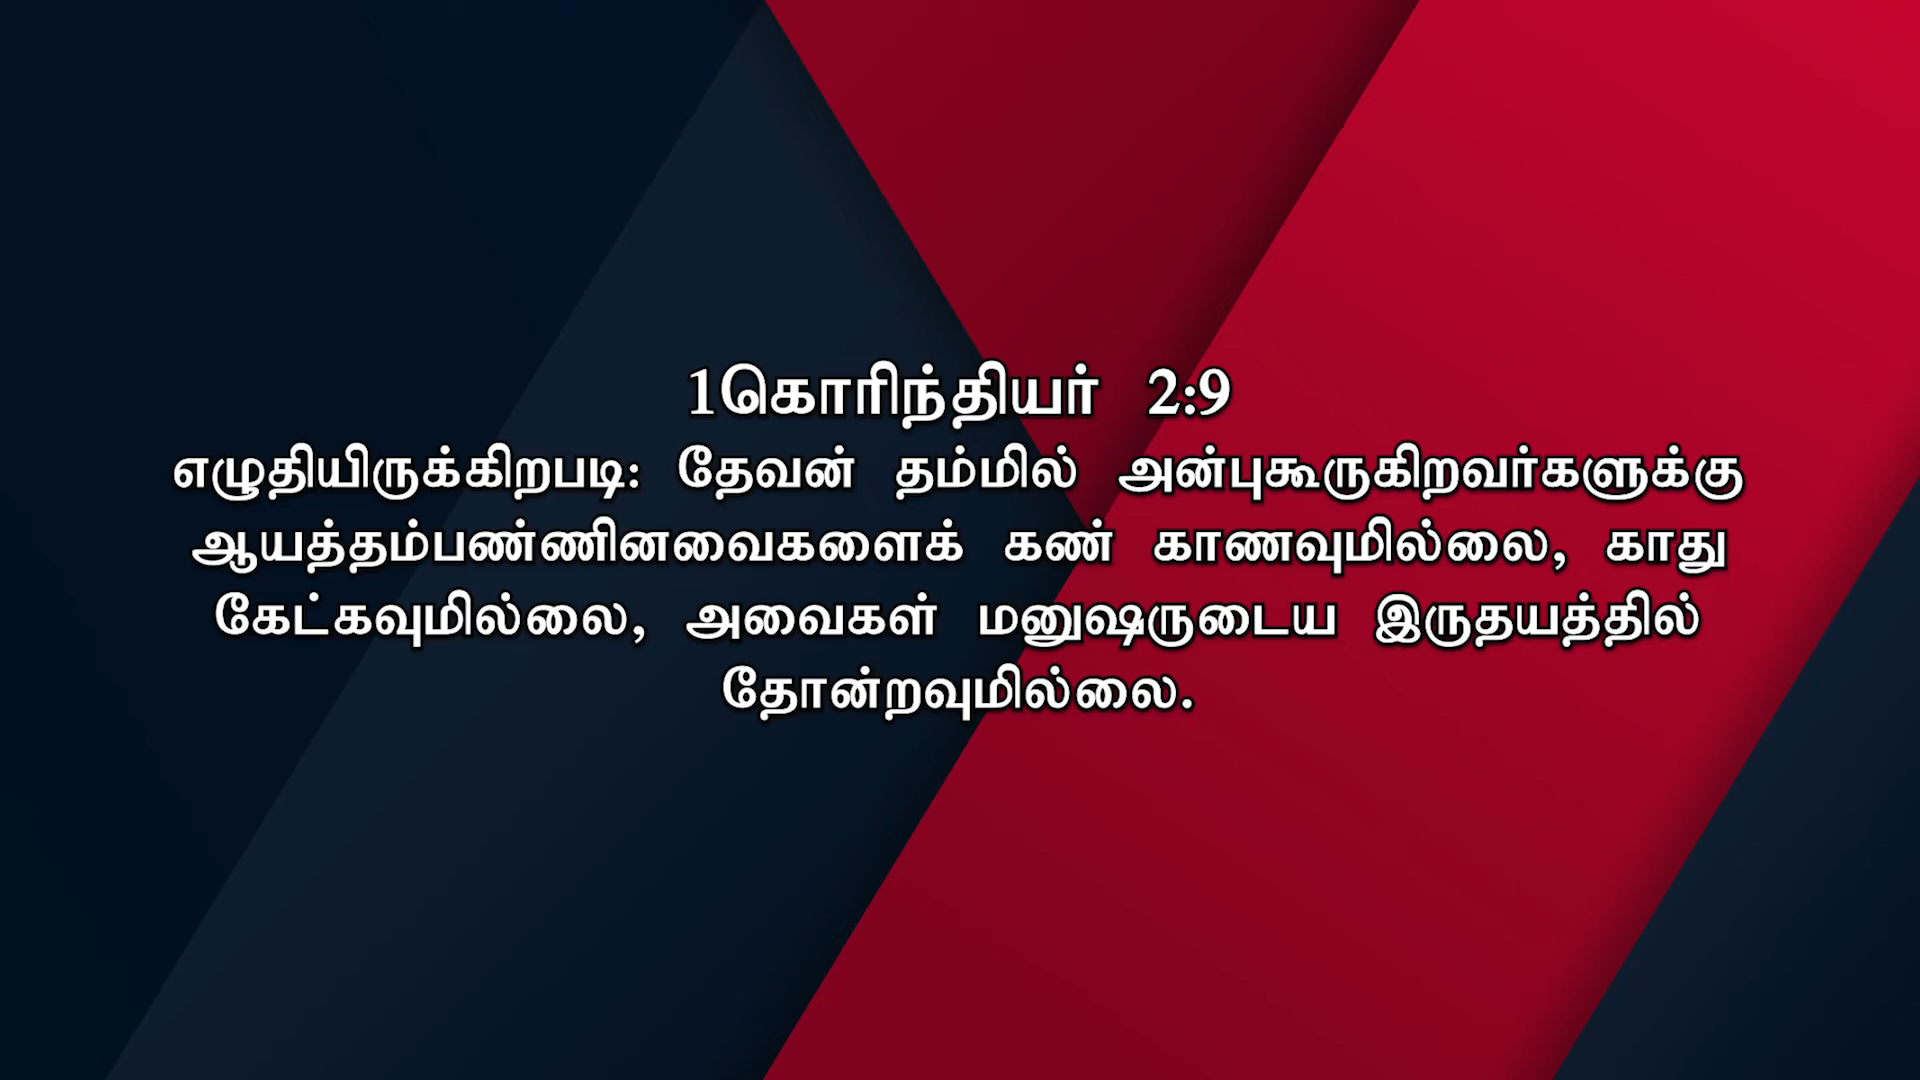 1கொரிந்தியர் 2:9
எழுதியிருக்கிறபடி: தேவன் தம்மில் அன்புகூருகிறவர்களுக்கு
ஆயத்தம்பண்ணினவைகளைக் கண் காணவுமில்லை, காது
கேட்கவுமில்லை, அவைகள் மனுஷருடைய இருதயத்தில்
தோன்றவுமில்லை.